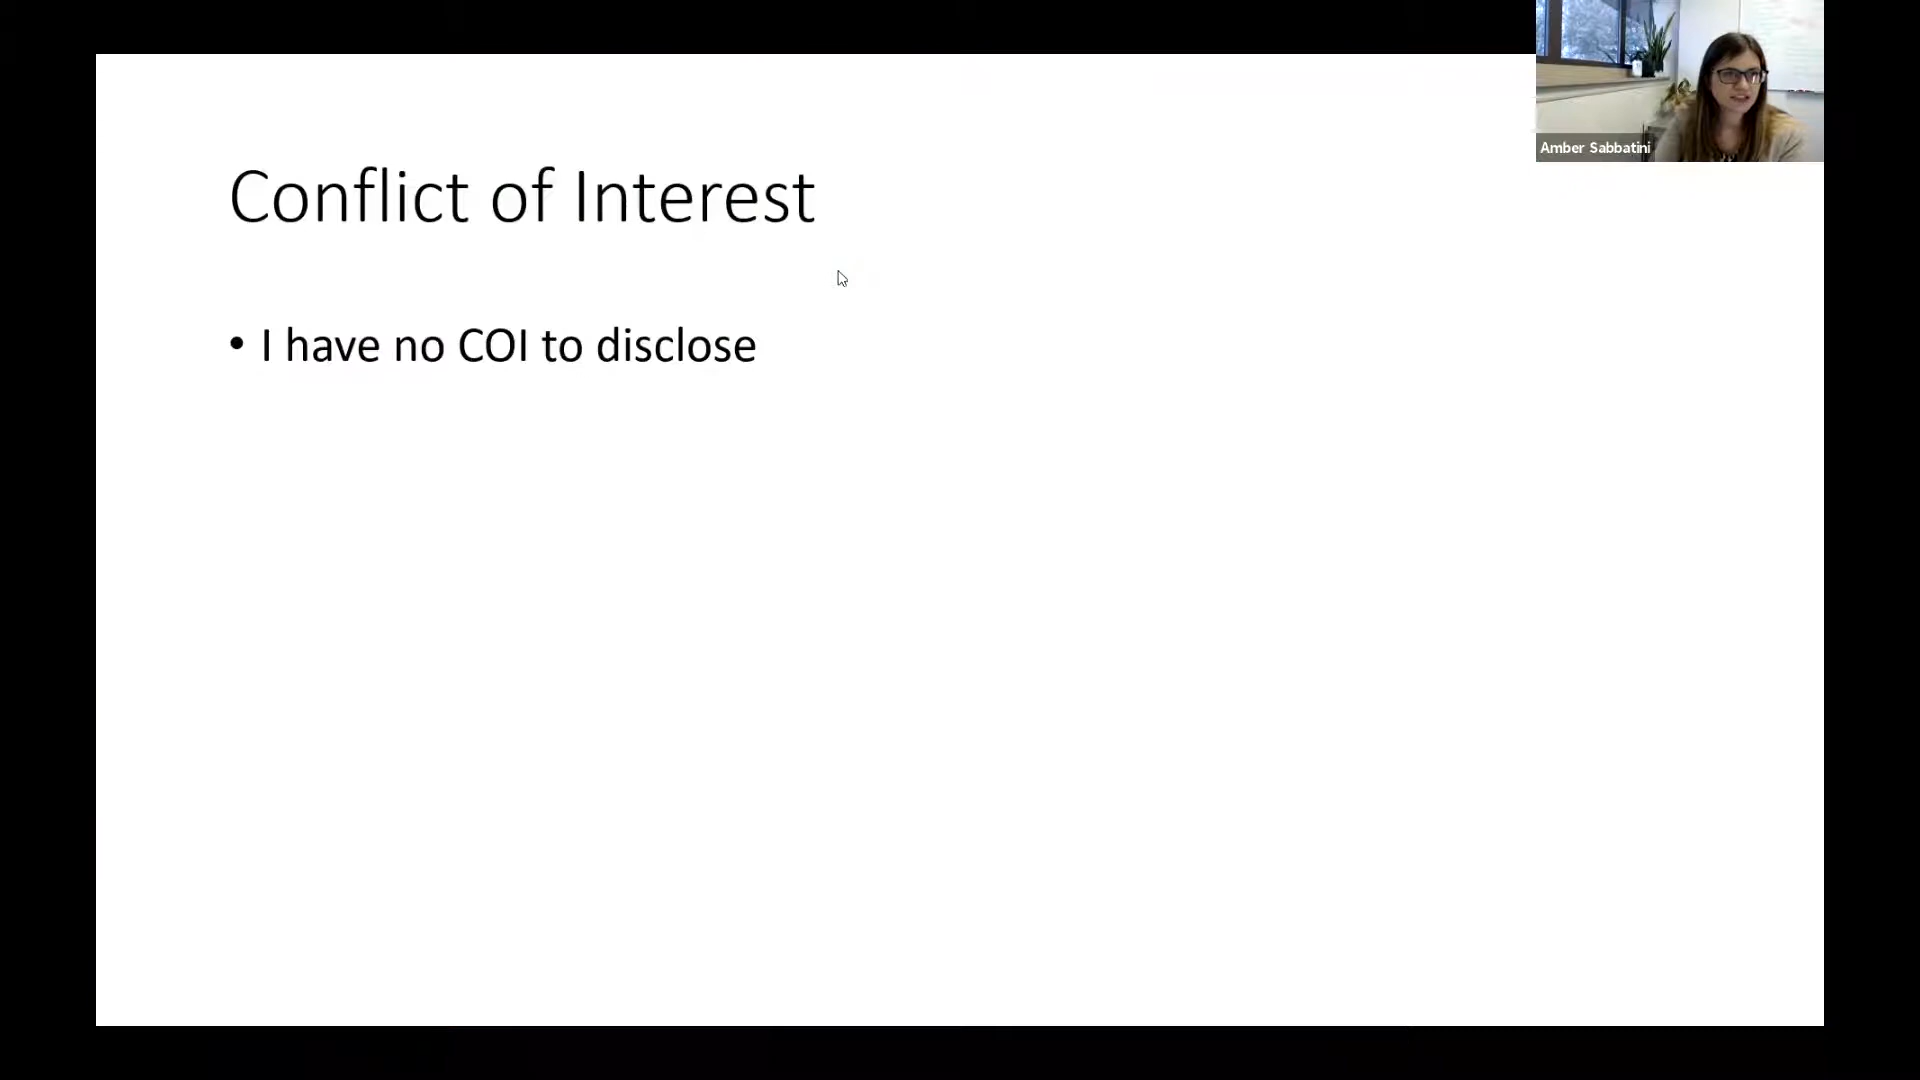 Amber Sabbatini
Conflict of Interest
• I have no COI to disclose